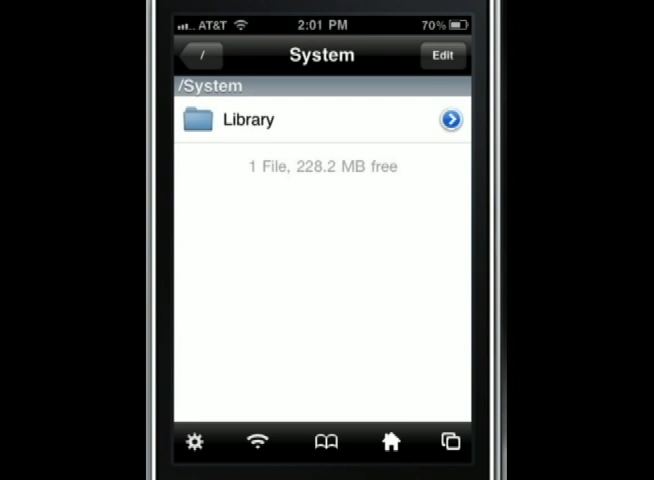 AT&T 2:01 PM 70%
/ System Edit
/System
Library
1 File, 228.2 MB free